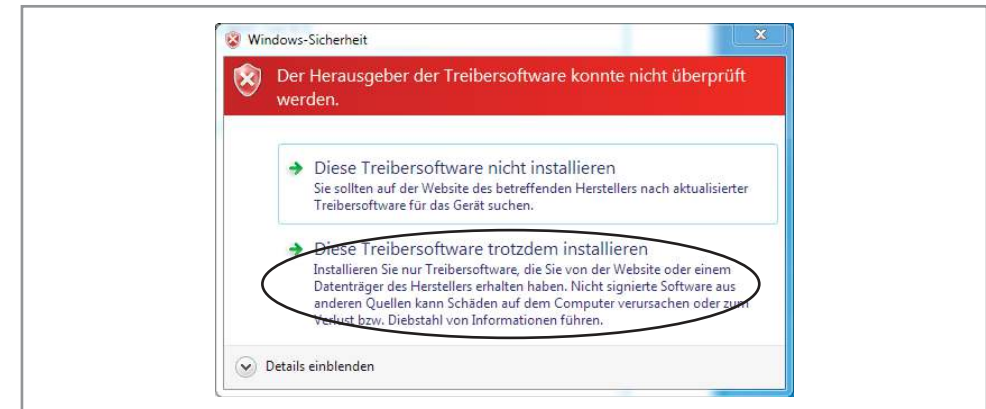 Windows-Sicherheit
Der Herausgeber der Treibersoftware konnte nicht überprüft
werden.
Diese Treibersoftware nicht installieren
Sie sollten auf der Website des betreffenden Herstellers nach aktualisierter
Treibersoftware für das Gerät suchen.
Diese Treibersoftware trotzdem installieren
Installieren Sie nur Treibersoftware, die Sie von der Website oder einem
Datenträger des Herstellers erhalten haben. Nicht signierte Software aus
anderen Quellen kann Schäden auf dem Computer verursachen oder zum
Verlust bzw. Diebstahl von Informationen führen.
Details einblenden